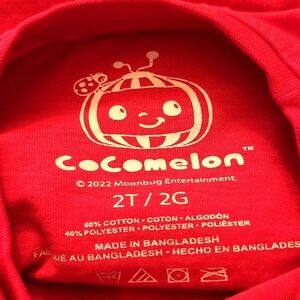 CoComelon™
© 2022 Moonbug Entertainment.
2T / 2G
60% COTTON · COTON · ALGODÓN
40% POLYESTER · POLYESTER · POLIÉSTER
MADE IN BANGLADESH
FABRIQUÉ AU BANGLADESH · HECHO EN BANGLADESH